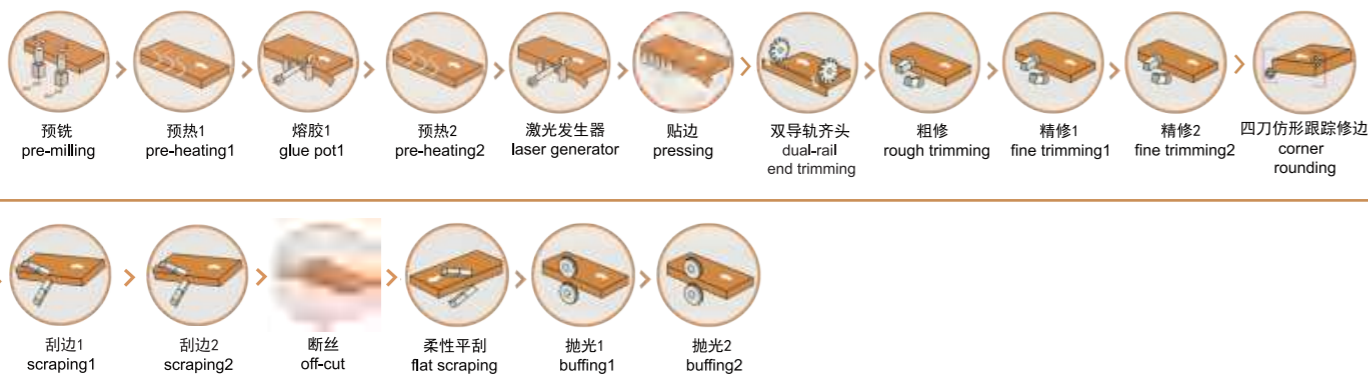 预铣
pre-milling
预热1
pre-heating1
熔胶1
glue pot1
预热2
pre-heating2
激光发生器
laser generator
贴边
pressing
双导轨齐头
dual-rail
end trimming
粗修
rough trimming
精修1
fine trimming1
精修2
fine trimming2
四刀仿形跟踪修边
corner
rounding
刮边1
scraping1
刮边2
scraping2
断丝
off-cut
柔性平刮
flat scraping
抛光1
buffing1
抛光2
buffing2